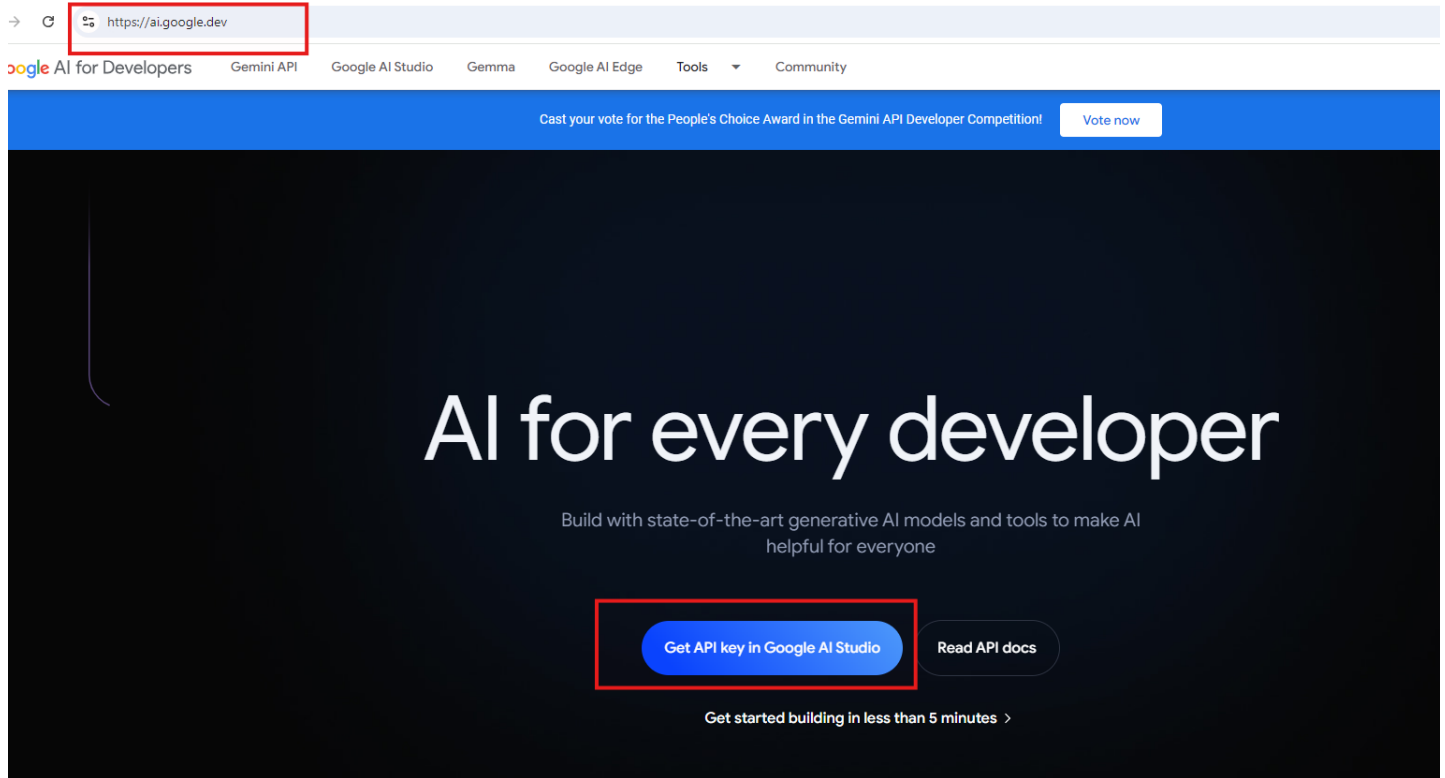 https://ai.google.dev
oogle AI for Developers Gemini API Google AI Studio Gemma Google AI Edge Tools Community
Cast your vote for the People's Choice Award in the Gemini API Developer Competition! Vote now
AI for every developer
Build with state-of-the-art generative AI models and tools to make AI
helpful for everyone
Get API key in Google AI Studio Read API docs
Get started building in less than 5 minutes >